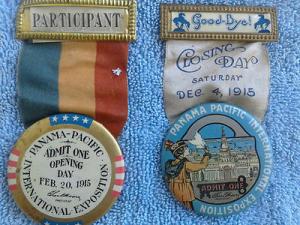 PARTICIPANT
PANAMA-PACIFIC
INTERNATIONAL EXPOSITION
ADMIT ONE
OPENING
DAY
FEB. 20, 1915
Good-Bye!
CLOSING DAY
SATURDAY
DEC 4, 1915
PANAMA PACIFIC INTERNATIONAL EXPOSITION
ADMIT ONE